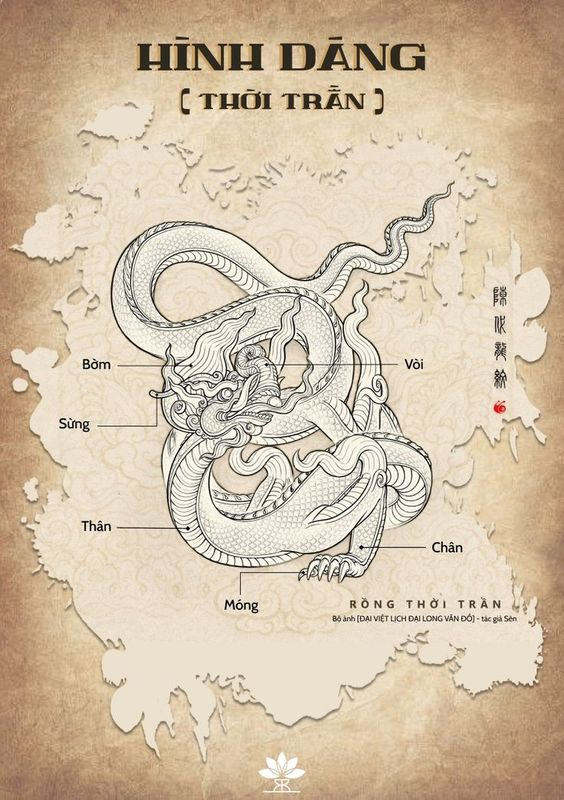 HÌNH DÁNG
( THỜI TRẦN )
Bờm
Vòi
Sừng
Thân
Chân
Móng
RỒNG THỜI TRẦN
Bộ ảnh [ĐẠI VIỆT LỊCH ĐẠI LONG VÂN ĐỒ] - tác giả Sên